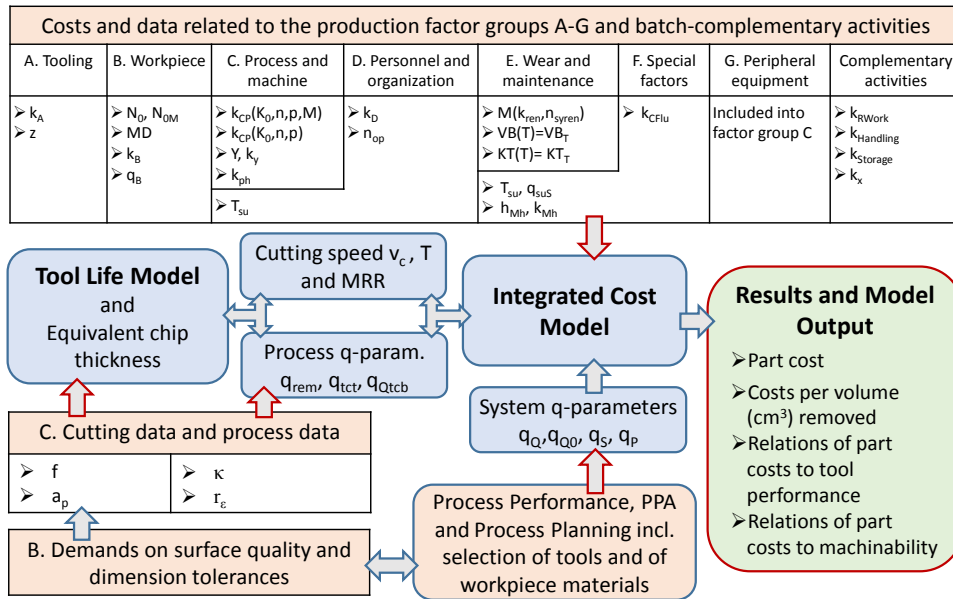 Costs and data related to the production factor groups A-G and batch-complementary activities
A. Tooling
B. Workpiece
C. Process and
machine
D. Personnel and
organization
E. Wear and
maintenance
F. Special
factors
G. Peripheral
equipment
Complementary
activities
➢ k_A
➢ z
➢ N_0, N_0M
➢ MD
➢ k_B
➢ q_B
➢ k_CP(K_0,n,p,M)
➢ k_CP(K_0,n,p)
➢ Y, k_y
➢ k_ph
➢ T_su
➢ k_D
➢ n_op
➢ M(k_ren,n_syren)
➢ VB(T)=VB_T
➢ KT(T)= KT_T
➢ T_su, q_suS
➢ h_Mh, k_Mh
➢ k_CFlu
Included into
factor group C
➢ k_RWork
➢ k_Handling
➢ k_Storage
➢ k_x
Tool Life Model
and
Equivalent chip
thickness
Cutting speed v_c , T
and MRR
Process q-param.
q_rem, q_tct, q_Qtcb
Integrated Cost
Model
System q-parameters
q_Q,q_Q0, q_S, q_P
Results and Model
Output
➢Part cost
➢Costs per volume
(cm³) removed
➢Relations of part
costs to tool
performance
➢Relations of part
costs to machinability
C. Cutting data and process data
➢ f
➢ a_p
➢ κ
➢ r_ε
B. Demands on surface quality and
dimension tolerances
Process Performance, PPA
and Process Planning incl.
selection of tools and of
workpiece materials